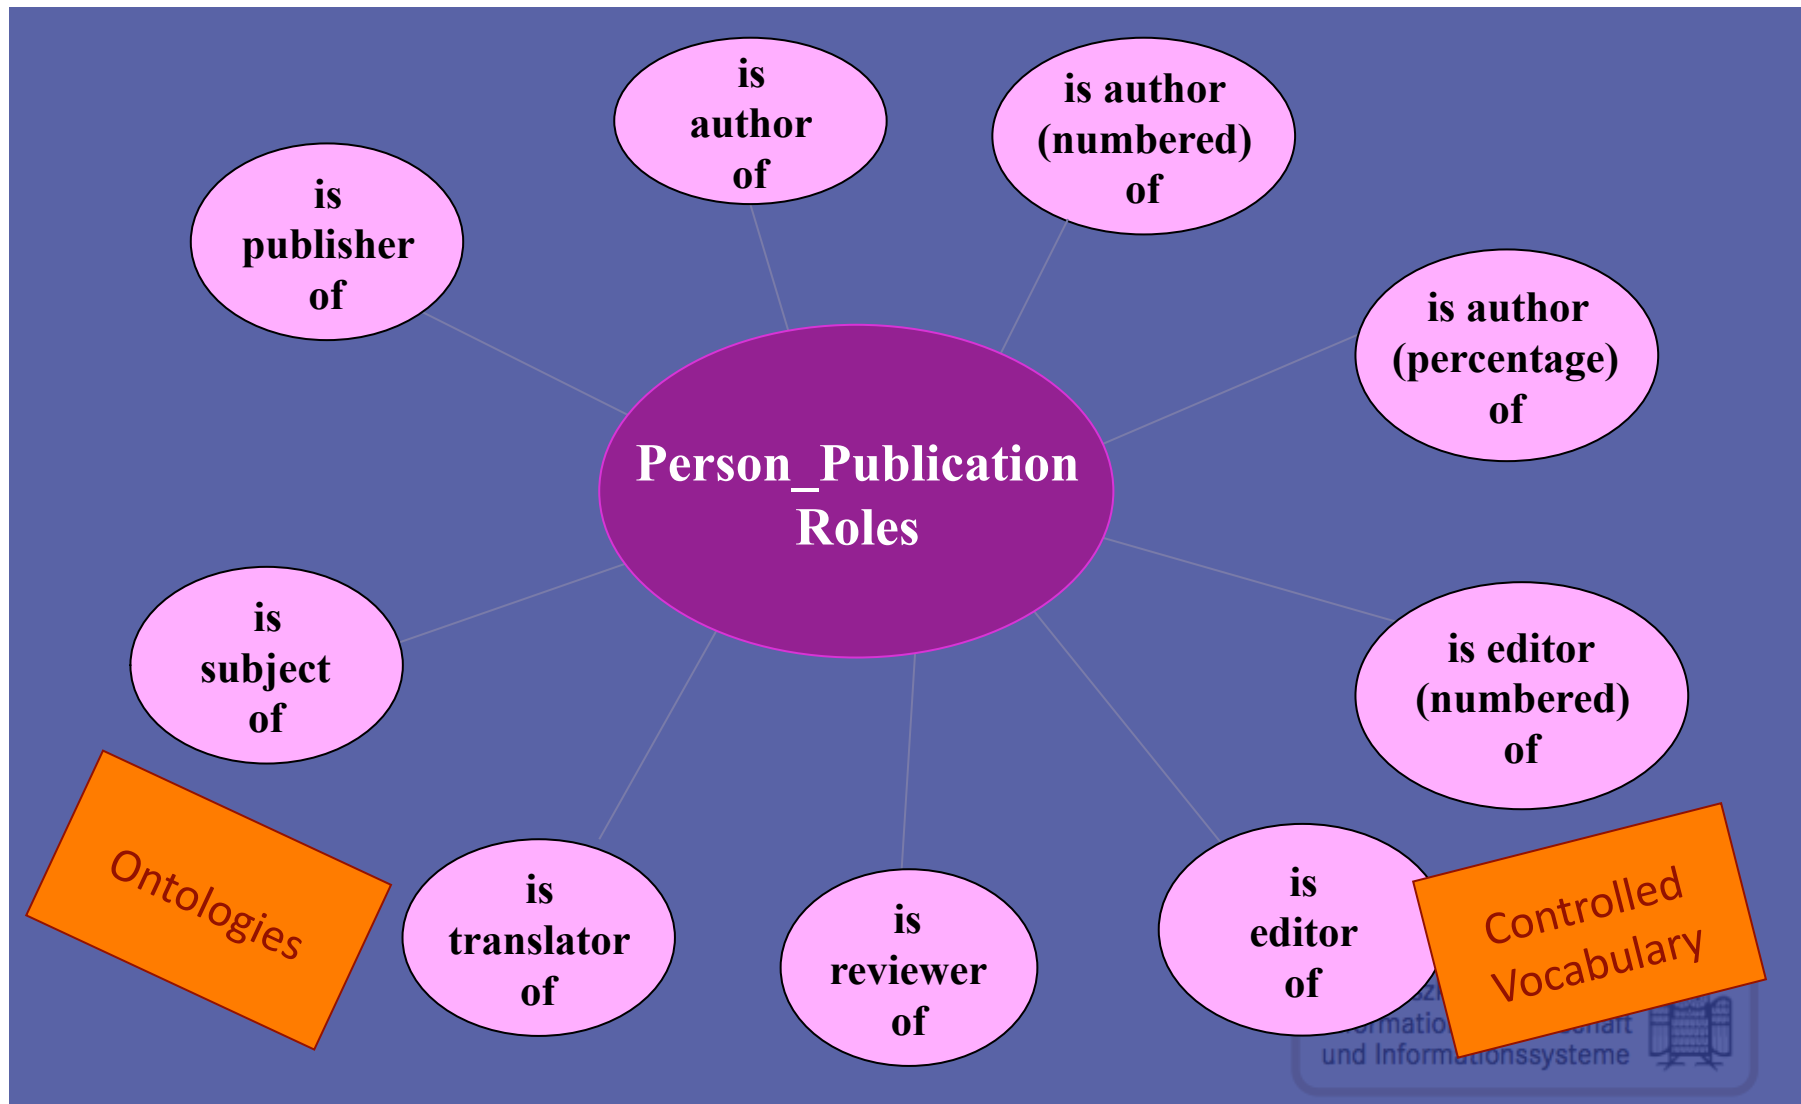 is
author
of
is author
(numbered)
of
is
publisher
of
is author
(percentage)
of
Person_Publication
Roles
is
subject
of
is editor
(numbered)
of
Ontologies
is
translator
of
is
reviewer
of
is
editor
of
Controlled
Vocabulary
und Informationssysteme